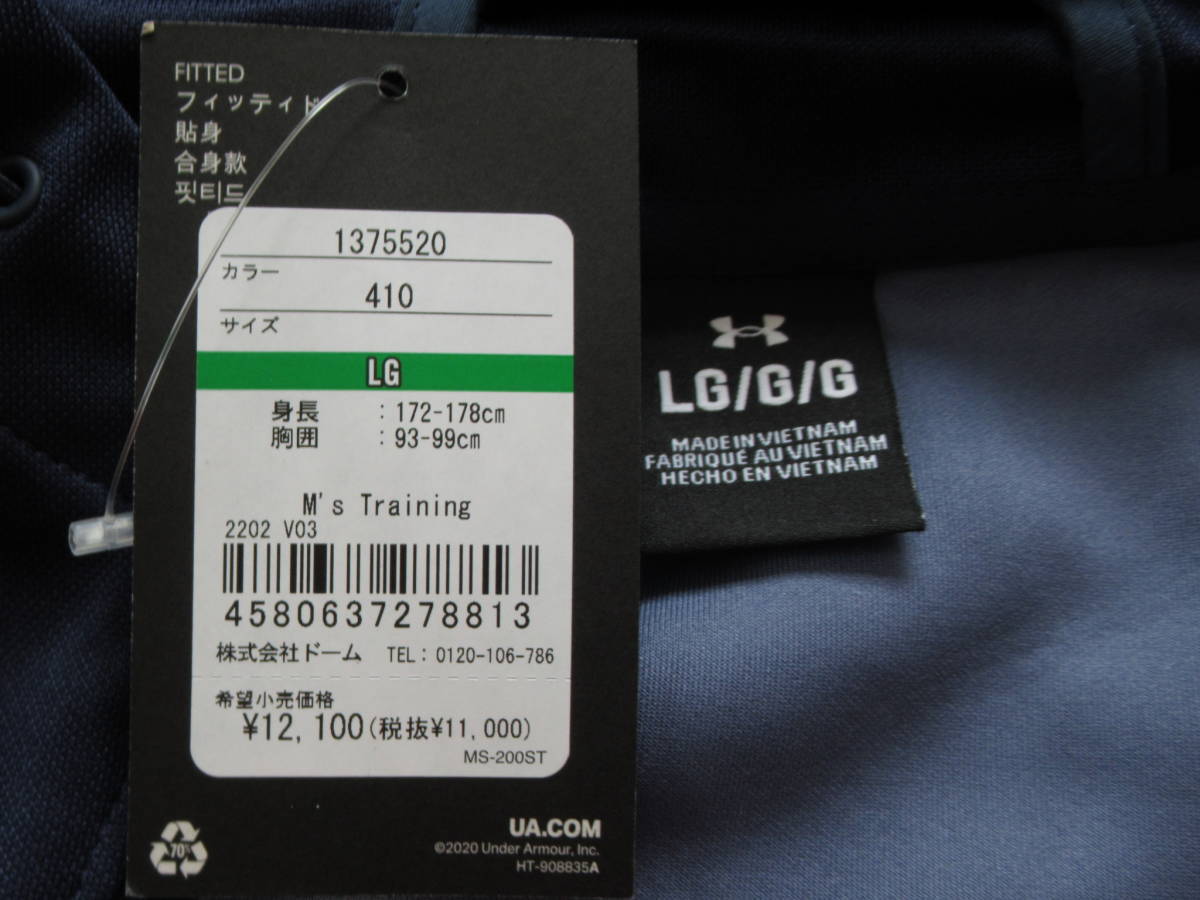 FITTED
フィッティド
貼身
合身款
핏티드
1375520
カラー
410
サイズ
LG
身長 : 172-178cm
胸囲 : 93-99cm
M's Training
2202 V03
4580637278813
株式会社ドーム TEL: 0120-106-786
希望小売価格
¥12,100(税抜¥11,000)
MS-200ST
70%
UA.COM
©2020 Under Armour, Inc.
HT-908835A
LG/G/G
MADE IN VIETNAM
FABRIQUÉ AU VIETNAM
HECHO EN VIETNAM